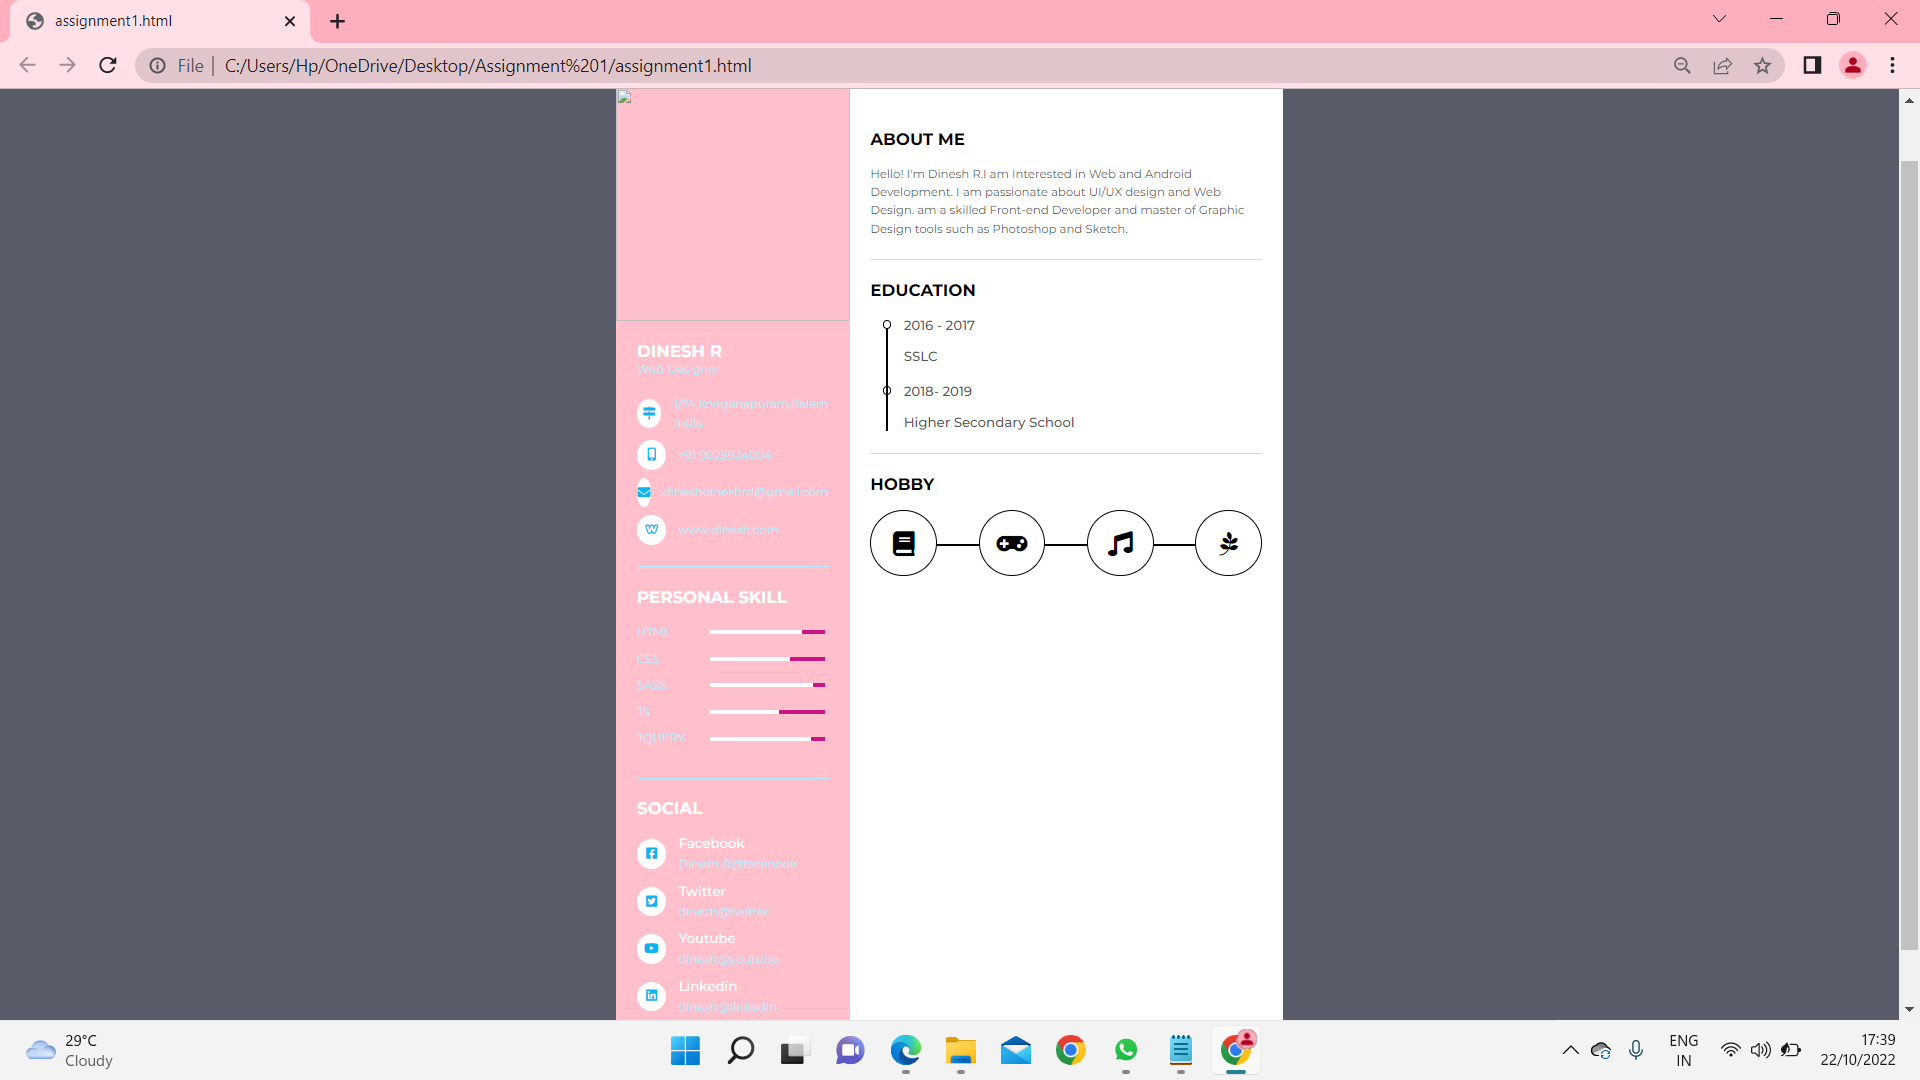 assignment1.html
File
C:/Users/Hp/OneDrive/Desktop/Assignment%201/assignment1.html
DINESH R
Web Designer
1/74,konganapuram,Salem
India
+91 9025924004
dineshdineshrd@gmail.com
www.dinesh.com
PERSONAL SKILL
HTML
CSS
SASS
JS
JQUERY
SOCIAL
Facebook
Dinesh R@facebook
Twitter
dinesh@twitter
Youtube
dinesh@youtube
Linkedin
dinesh@linkedin
ABOUT ME
Hello! I'm Dinesh R.I am Interested in Web and Android
Development. I am passionate about UI/UX design and Web
Design. am a skilled Front-end Developer and master of Graphic
Design tools such as Photoshop and Sketch.
EDUCATION
2016 - 2017
SSLC
2018- 2019
Higher Secondary School
HOBBY
29°C
Cloudy
ENG
IN
17:39
22/10/2022